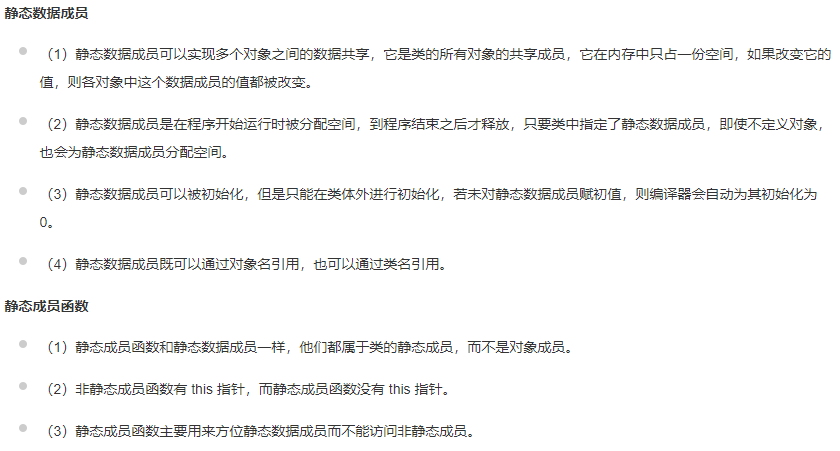 静态数据成员
（1）静态数据成员可以实现多个对象之间的数据共享，它是类的所有对象的共享成员，它在内存中只占一份空间，如果改变它的
值，则各对象中这个数据成员的值都被改变。
（2）静态数据成员是在程序开始运行时被分配空间，到程序结束之后才释放，只要类中指定了静态数据成员，即使不定义对象，
也会为静态数据成员分配空间。
（3）静态数据成员可以被初始化，但是只能在类体外进行初始化，若未对静态数据成员赋初值，则编译器会自动为其初始化为
0。
（4）静态数据成员既可以通过对象名引用，也可以通过类名引用。
静态成员函数
（1）静态成员函数和静态数据成员一样，他们都属于类的静态成员，而不是对象成员。
（2）非静态成员函数有 this 指针，而静态成员函数没有 this 指针。
（3）静态成员函数主要用来方位静态数据成员而不能访问非静态成员。